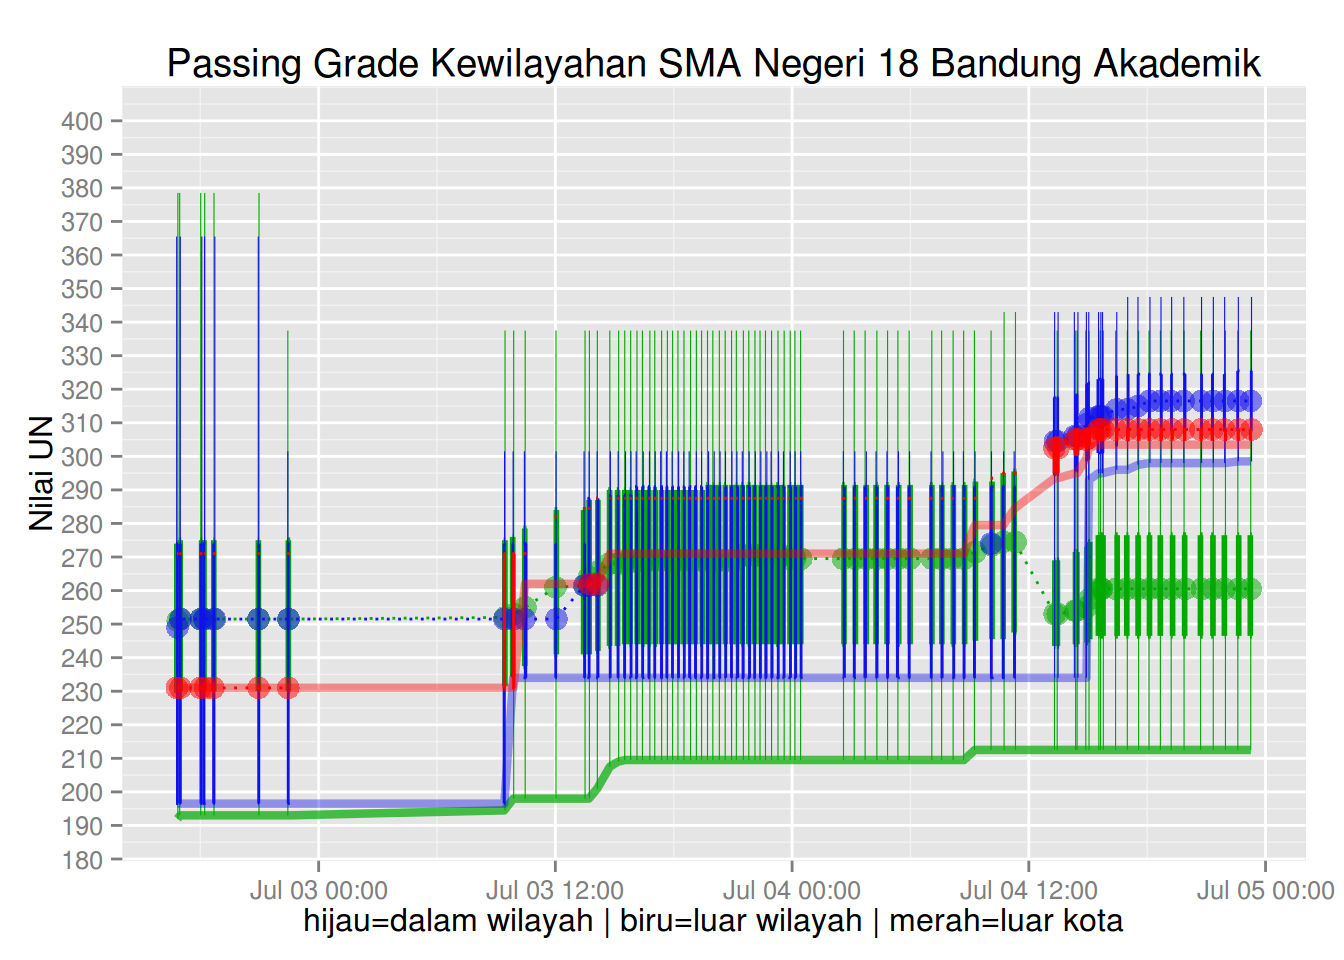 Passing Grade Kewilayahan SMA Negeri 18 Bandung Akademik
Nilai UN
400
390
380
370
360
350
340
330
320
310
300
290
280
270
260
250
240
230
220
210
200
190
180
Jul 03 00:00
Jul 03 12:00
Jul 04 00:00
Jul 04 12:00
Jul 05 00:00
hijau=dalam wilayah | biru=luar wilayah | merah=luar kota